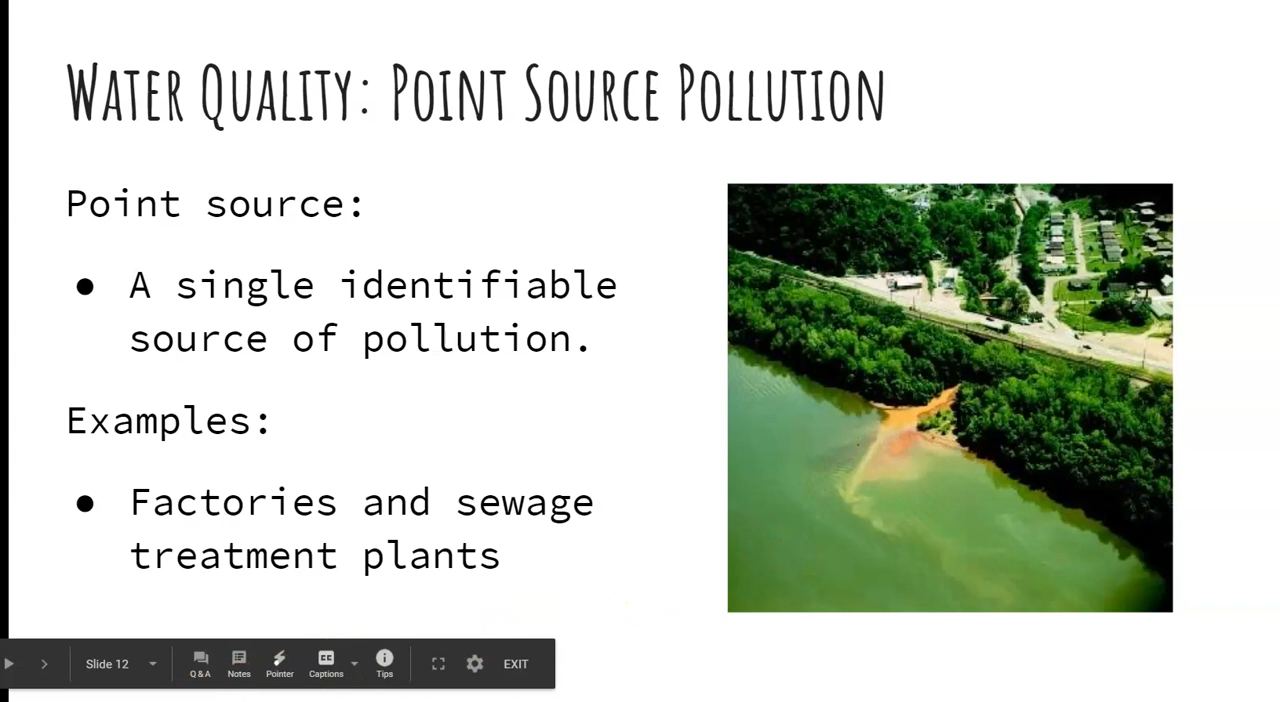 Water Quality: Point Source Pollution
Point source:
● A single identifiable
source of pollution.
Examples:
● Factories and sewage
treatment plants
Slide 12
Q&A
Notes
Pointer
CC
Captions
Tips
EXIT